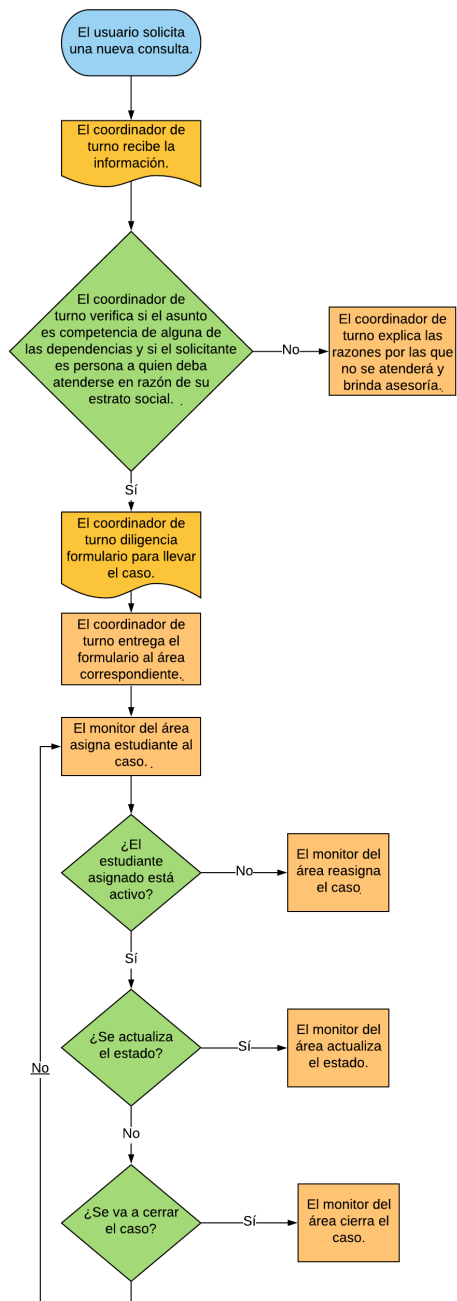 El usuario solicita
una nueva consulta.
El coordinador de
turno recibe la
información.
El coordinador de
turno verifica si el asunto
es competencia de alguna de
las dependencias y si el solicitante
es persona a quien deba
atenderse en razón de su
estrato social. .
No
El coordinador de
turno explica las
razones por las que
no se atenderá y
brinda asesoría.
Sí
El coordinador de
turno diligencia
formulario para llevar
el caso.
El coordinador de
turno entrega el
formulario al área
correspondiente.
El monitor del área
asigna estudiante al
caso. .
¿El
estudiante
asignado está
activo?
No
El monitor del
área reasigna
el caso
Sí
¿Se actualiza
el estado?
Sí
El monitor del
área actualiza
el estado.
No
No
¿Se va a cerrar
el caso?
Sí
El monitor del
área cierra el
caso.